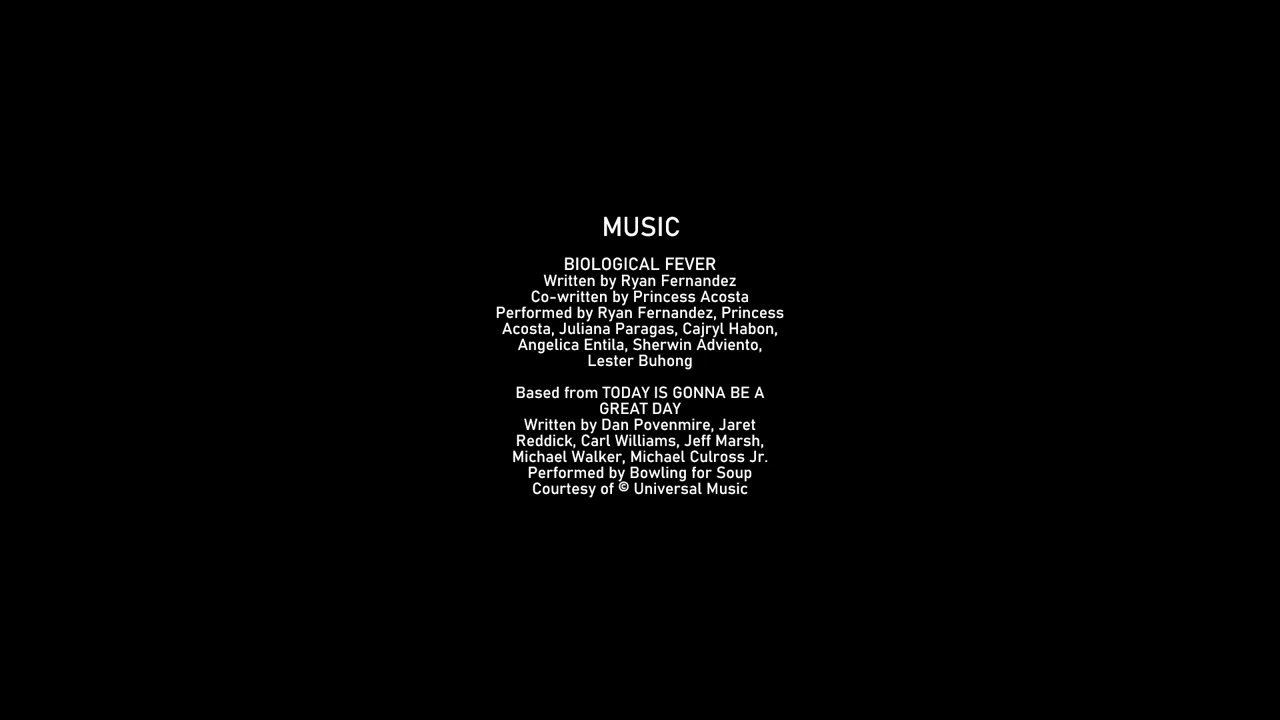 MUSIC
BIOLOGICAL FEVER
Written by Ryan Fernandez
Co-written by Princess Acosta
Performed by Ryan Fernandez, Princess
Acosta, Juliana Paragas, Cajryl Habon,
Angelica Entila, Sherwin Adviento,
Lester Buhong
Based from TODAY IS GONNA BE A
GREAT DAY
Written by Dan Povenmire, Jaret
Reddick, Carl Williams, Jeff Marsh,
Michael Walker, Michael Culross Jr.
Performed by Bowling for Soup
Courtesy of © Universal Music